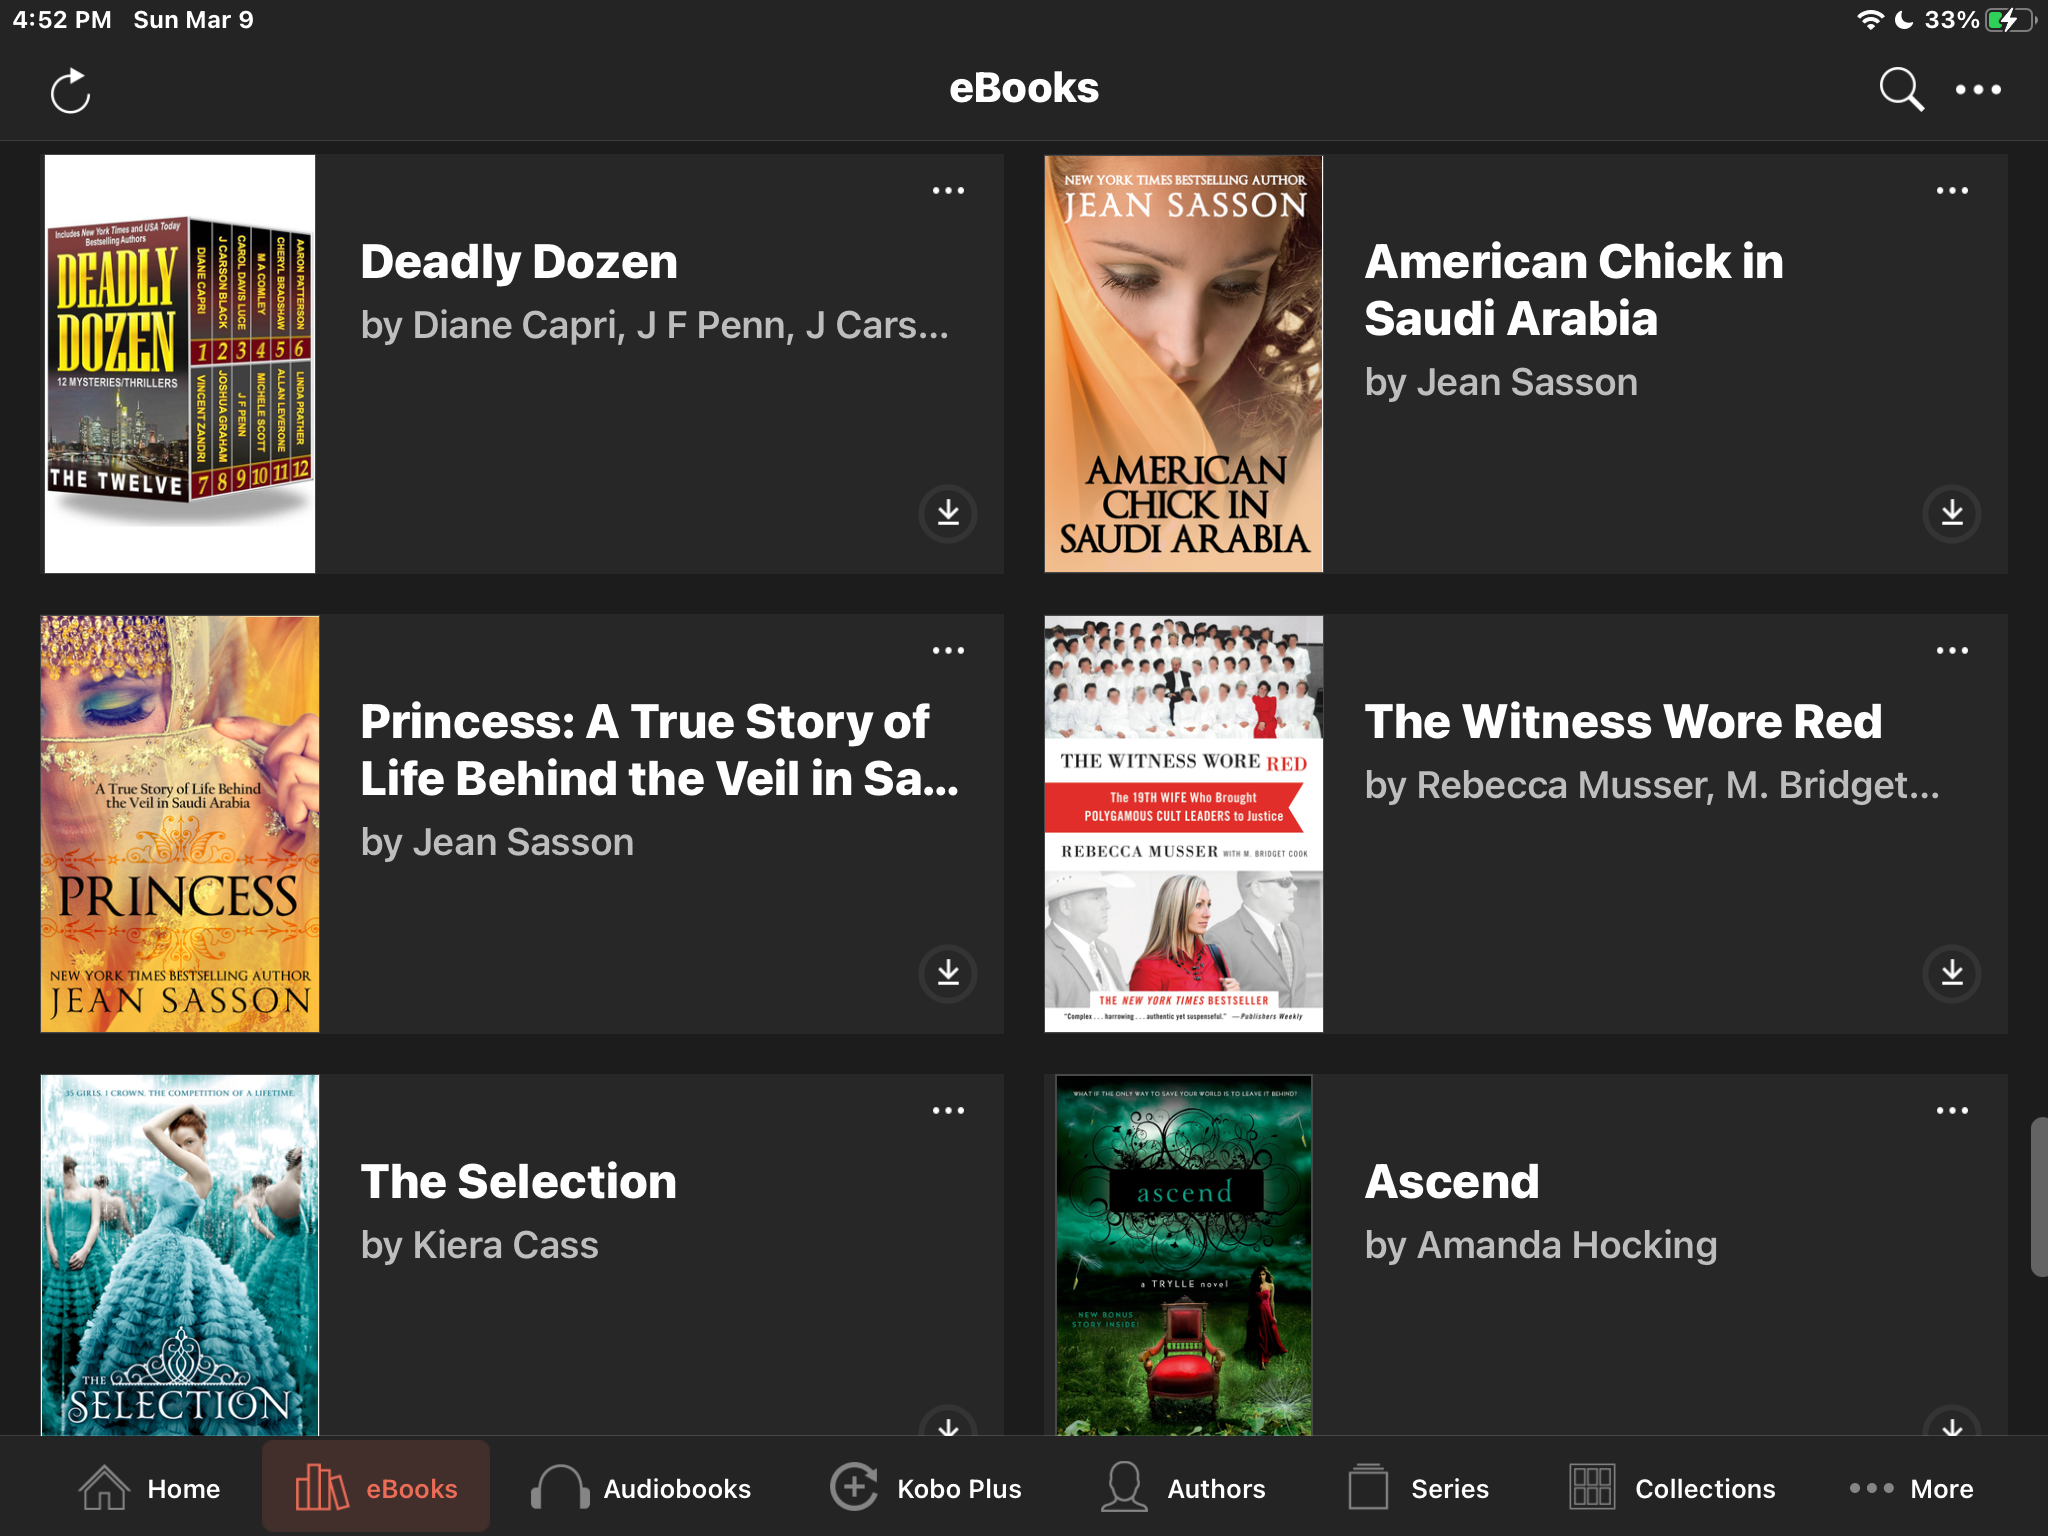 4:52 PM Sun Mar 9
33%
eBooks
Includes New York Times and USA Today
Bestselling Authors
DEADLY
DOZEN
12 MYSTERIES/THRILLERS
THE TWELVE
DIANE CAPRI
J CARSON BLACK
CAROL DAVIS LUCE
M A COMLEY
CHERYL BRADSHAW
AARON PATTERSON
1 2 3 4 5 6
VINCENT ZANDRI
JOSHUA GRAHAM
J F PENN
MICHELE SCOTT
ALLAN LEVERONE
LINDA PRATHER
7 8 9 10 11 12
Deadly Dozen
by Diane Capri, J F Penn, J Cars...
NEW YORK TIMES BESTSELLING AUTHOR
JEAN SASSON
AMERICAN
CHICK IN
SAUDI ARABIA
American Chick in
Saudi Arabia
by Jean Sasson
A True Story of Life Behind
the Veil in Saudi Arabia
PRINCESS
NEW YORK TIMES BESTSELLING AUTHOR
JEAN SASSON
Princess: A True Story of
Life Behind the Veil in Sa...
by Jean Sasson
THE WITNESS WORE RED
The 19TH WIFE Who Brought
POLYGAMOUS CULT LEADERS to Justice
REBECCA MUSSER WITH M. BRIDGET COOK
THE NEW YORK TIMES BESTSELLER
"Complex...harrowing...authentic yet suspenseful." —Publishers Weekly
The Witness Wore Red
by Rebecca Musser, M. Bridget...
35 GIRLS. 1 CROWN. THE COMPETITION OF A LIFETIME.
THE
SELECTION
The Selection
by Kiera Cass
WHAT IF THE ONLY WAY TO SAVE YOUR WORLD IS TO LEAVE IT BEHIND?
ascend
a TRYLLE novel
NEW BONUS
STORY INSIDE!
Ascend
by Amanda Hocking
Home
eBooks
Audiobooks
Kobo Plus
Authors
Series
Collections
More